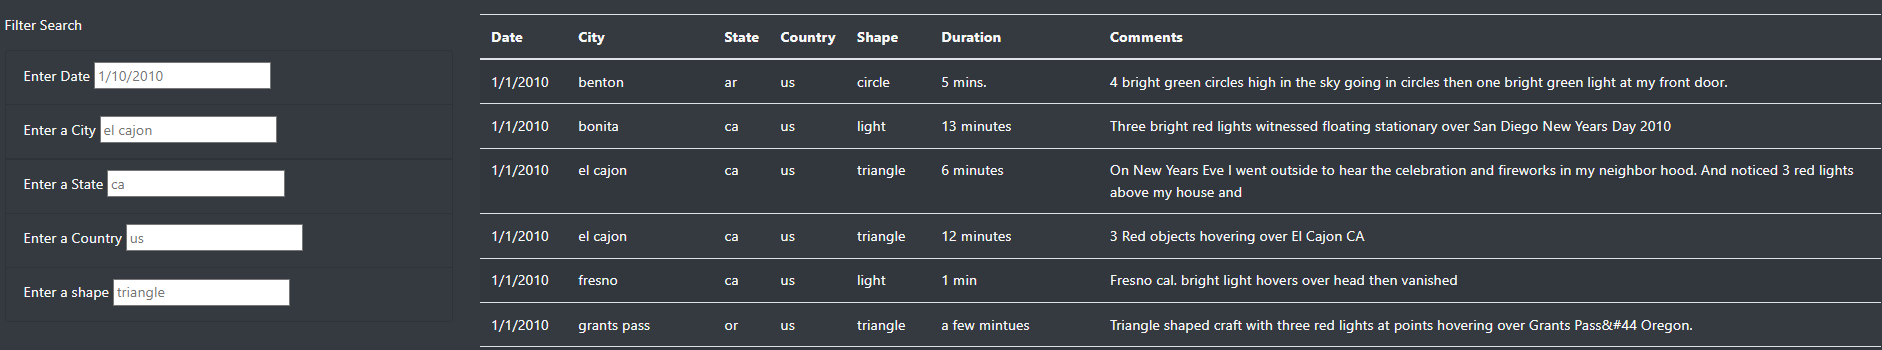 Filter Search
Enter Date 1/10/2010
Enter a City el cajon
Enter a State ca
Enter a Country us
Enter a shape triangle
Date City State Country Shape Duration Comments
1/1/2010 benton ar us circle 5 mins. 4 bright green circles high in the sky going in circles then one bright green light at my front door.
1/1/2010 bonita ca us light 13 minutes Three bright red lights witnessed floating stationary over San Diego New Years Day 2010
1/1/2010 el cajon ca us triangle 6 minutes On New Years Eve I went outside to hear the celebration and fireworks in my neighbor hood. And noticed 3 red lights
above my house and
1/1/2010 el cajon ca us triangle 12 minutes 3 Red objects hovering over El Cajon CA
1/1/2010 fresno ca us light 1 min Fresno cal. bright light hovers over head then vanished
1/1/2010 grants pass or us triangle a few mintues Triangle shaped craft with three red lights at points hovering over Grants Pass&#44 Oregon.